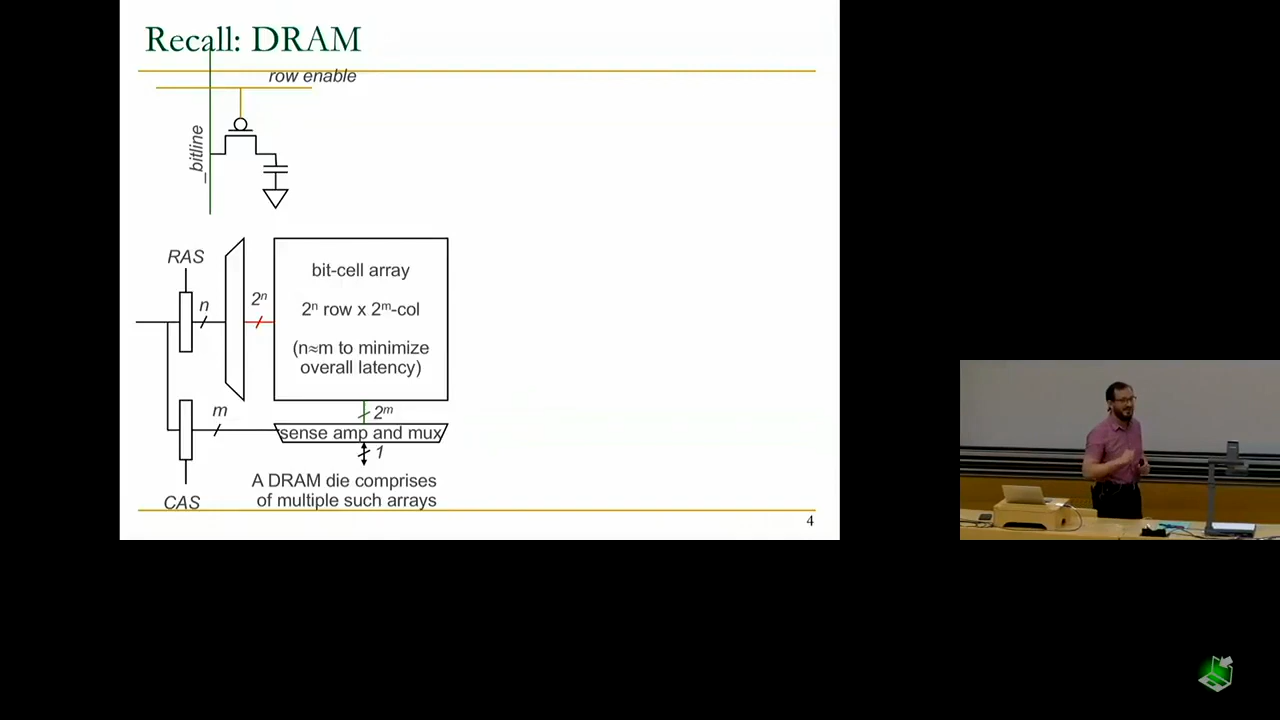 Recall: DRAM
row enable
_bitline
RAS
n
2ⁿ
bit-cell array
2ⁿ row x 2ᵐ-col
(n≈m to minimize
overall latency)
m
2ᵐ
sense amp and mux
1
A DRAM die comprises
of multiple such arrays
CAS
4